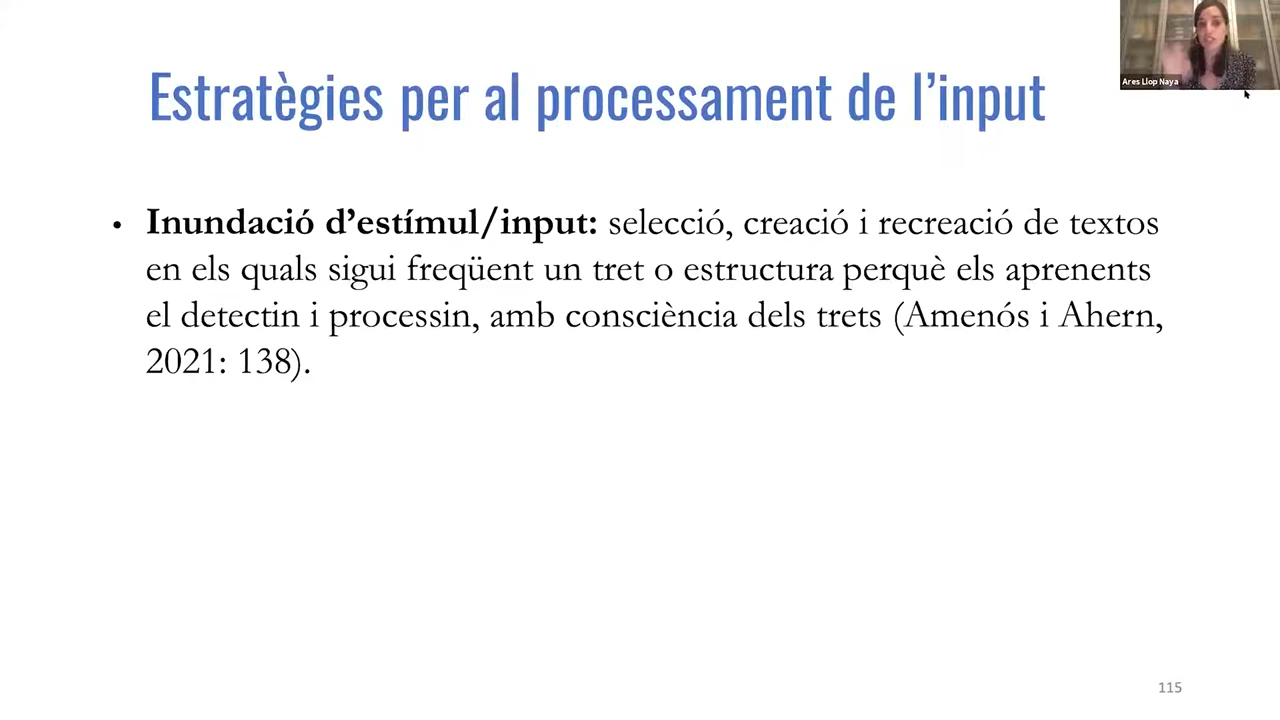 Ares Llop Naya
Estratègies per al processament de l’input
• Inundació d’estímul/input: selecció, creació i recreació de textos
en els quals sigui freqüent un tret o estructura perquè els aprenents
el detectin i processin, amb consciència dels trets (Amenós i Ahern,
2021: 138).
115